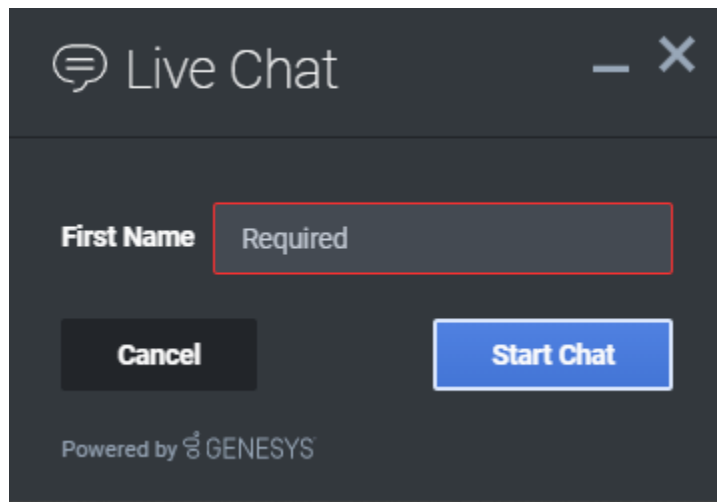 Live Chat
First Name Required
Cancel Start Chat
Powered by GENESYS